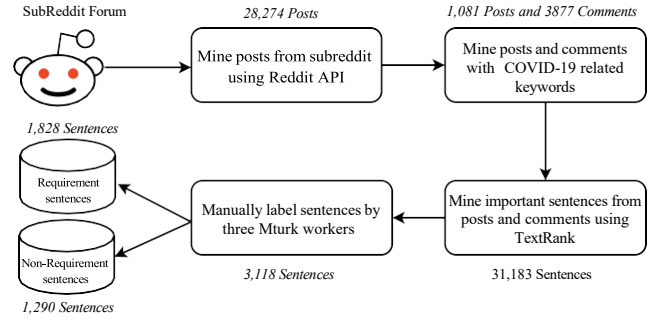 SubReddit Forum
28,274 Posts
1,081 Posts and 3877 Comments
Mine posts from subreddit
using Reddit API
Mine posts and comments
with COVID-19 related
keywords
1,828 Sentences
Requirement
sentences
Non-Requirement
sentences
1,290 Sentences
Manually label sentences by
three Mturk workers
3,118 Sentences
Mine important sentences from
posts and comments using
TextRank
31,183 Sentences